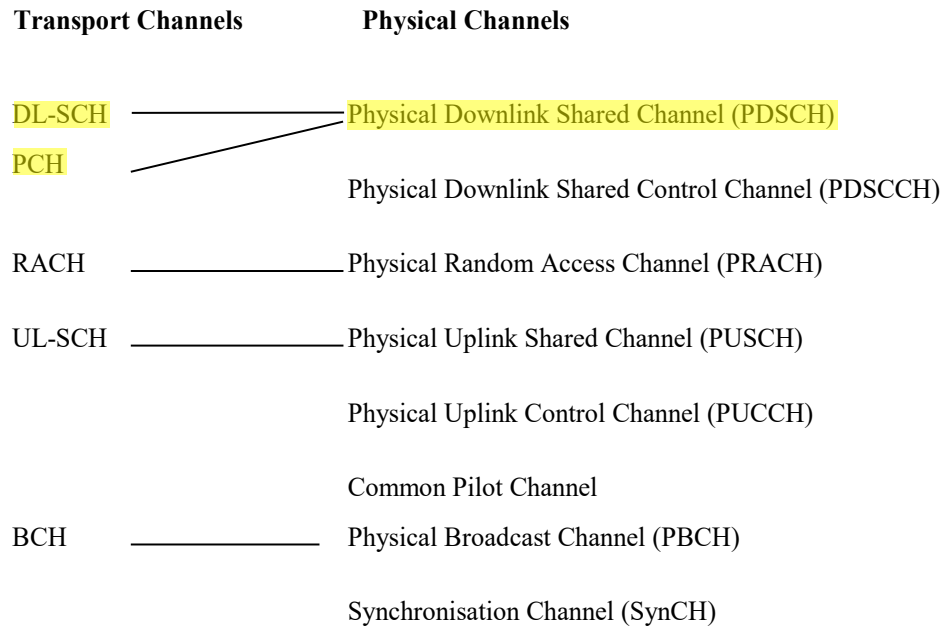 Transport Channels Physical Channels
DL-SCH Physical Downlink Shared Channel (PDSCH)
PCH
Physical Downlink Shared Control Channel (PDSCCH)
RACH Physical Random Access Channel (PRACH)
UL-SCH Physical Uplink Shared Channel (PUSCH)
Physical Uplink Control Channel (PUCCH)
Common Pilot Channel
BCH Physical Broadcast Channel (PBCH)
Synchronisation Channel (SynCH)